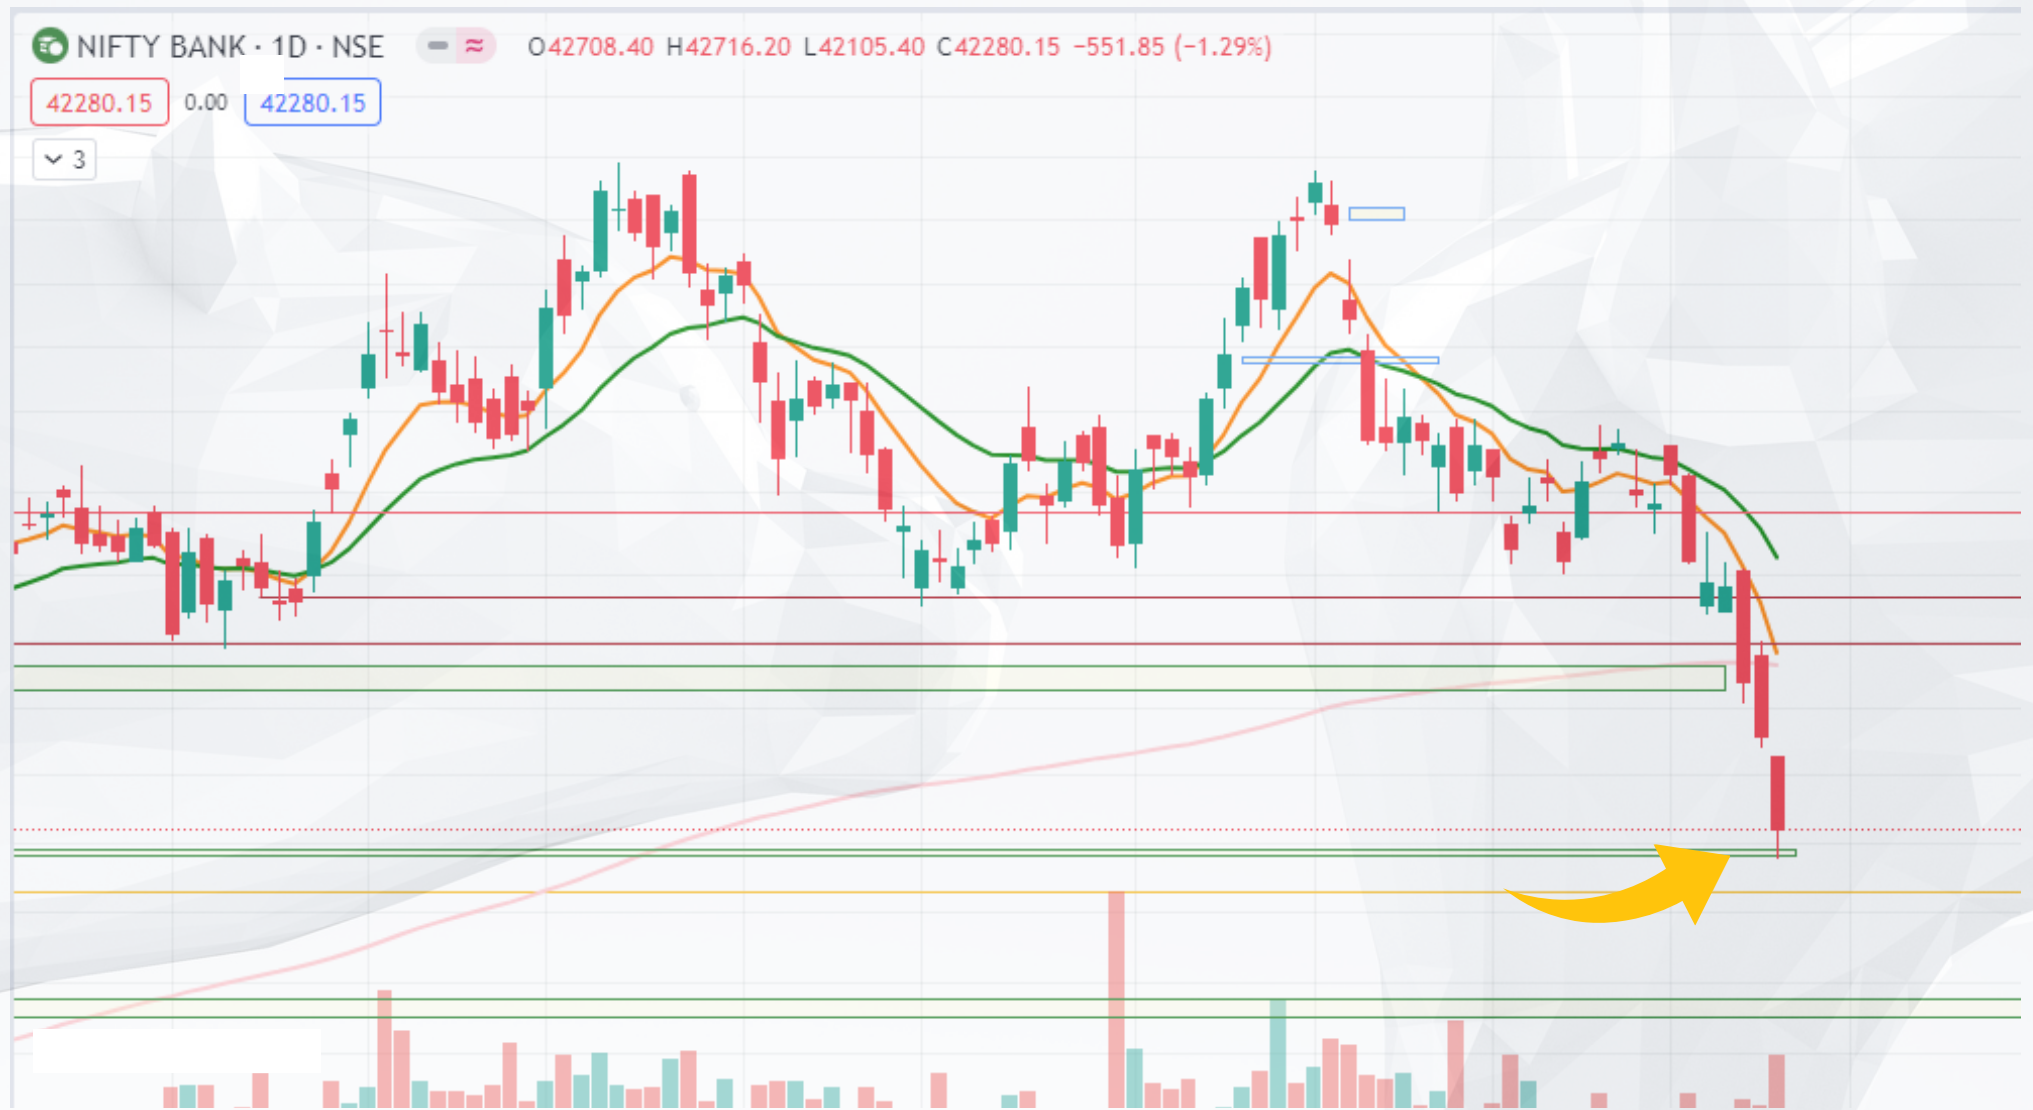 NIFTY BANK · 1D · NSE O42708.40 H42716.20 L42105.40 C42280.15 −551.85 (−1.29%)
42280.15 0.00 42280.15
3